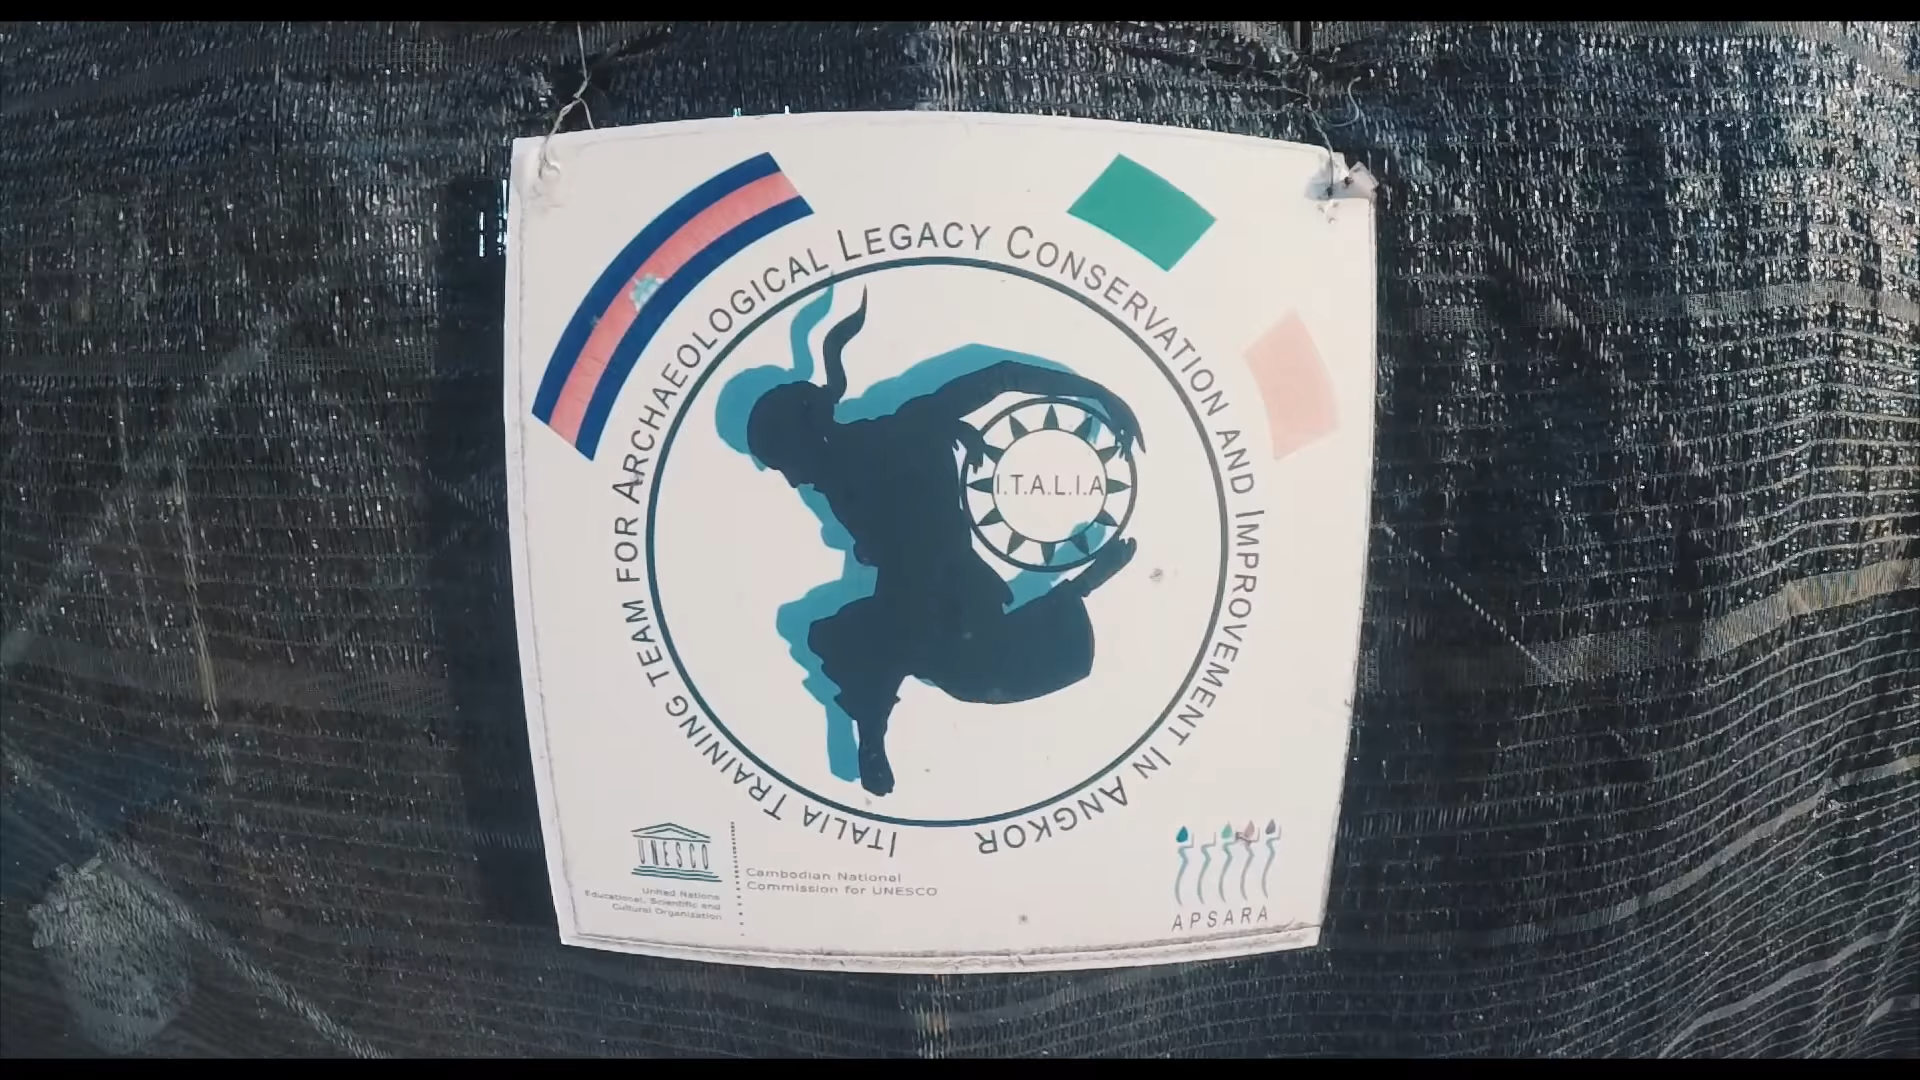 ITALIA TRAINING TEAM FOR ARCHAEOLOGICAL LEGACY CONSERVATION AND IMPROVEMENT IN ANGKOR
I.T.A.L.I.A
UNESCO
United Nations
Educational, Scientific and
Cultural Organization
Cambodian National
Commission for UNESCO
APSARA